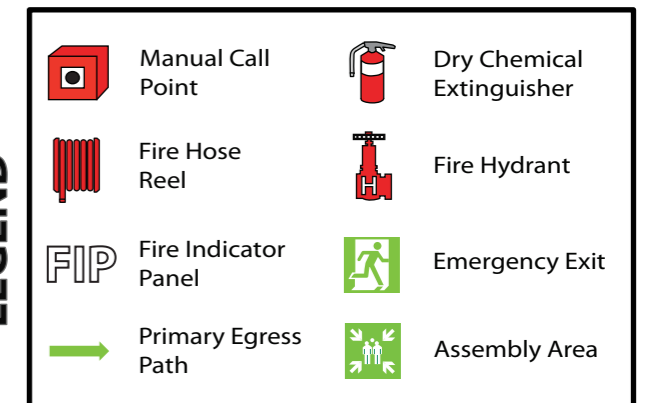 LEGEND
Manual Call
Point
Dry Chemical
Extinguisher
Fire Hose
Reel
H
Fire Hydrant
FIP
Fire Indicator
Panel
Emergency Exit
Primary Egress
Path
Assembly Area